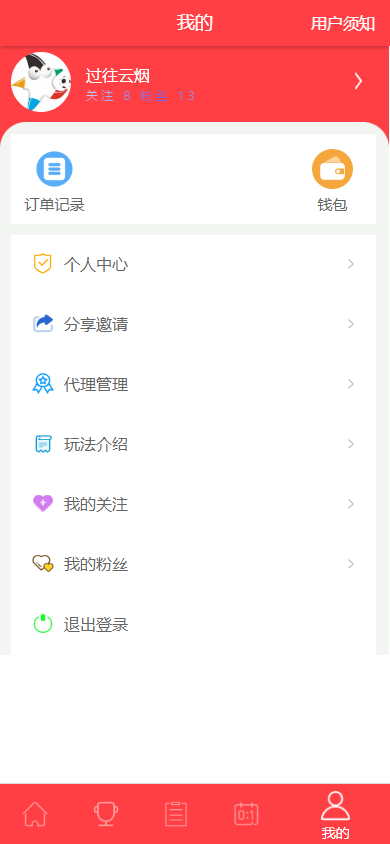 我的
用户须知
过往云烟
关注 8 粉丝 13
订单记录
钱包
个人中心
分享邀请
代理管理
玩法介绍
我的关注
我的粉丝
退出登录
0:1
我的